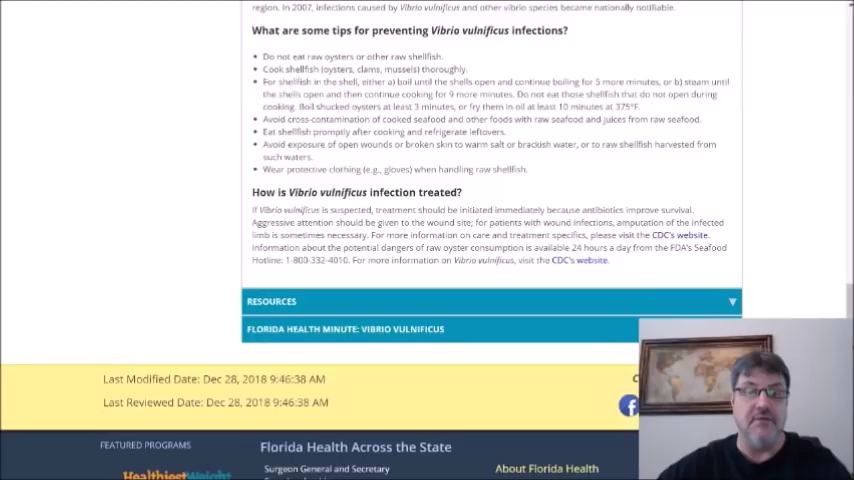 region. In 2007, infections caused by Vibrio vulnificus and other vibrio species became nationally notifiable.
What are some tips for preventing Vibrio vulnificus infections?
Do not eat raw oysters or other raw shellfish.
Cook shellfish (oysters, clams, mussels) thoroughly.
For shellfish in the shell, either a) boil until the shells open and continue boiling for 5 more minutes, or b) steam until
the shells open and then continue cooking for 9 more minutes. Do not eat those shellfish that do not open during
cooking. Boil shucked oysters at least 3 minutes, or fry them in oil at least 10 minutes at 375°F.
Avoid cross-contamination of cooked seafood and other foods with raw seafood and juices from raw seafood.
Eat shellfish promptly after cooking and refrigerate leftovers.
Avoid exposure of open wounds or broken skin to warm salt or brackish water, or to raw shellfish harvested from
such waters.
Wear protective clothing (e.g., gloves) when handling raw shellfish.
How is Vibrio vulnificus infection treated?
If Vibrio vulnificus is suspected, treatment should be initiated immediately because antibiotics improve survival.
Aggressive attention should be given to the wound site; for patients with wound infections, amputation of the infected
limb is sometimes necessary. For more information on care and treatment specifics, please visit the CDC's website.
Information about the potential dangers of raw oyster consumption is available 24 hours a day from the FDA's Seafood
Hotline: 1-800-332-4010. For more information on Vibrio vulnificus, visit the CDC's website.
RESOURCES
FLORIDA HEALTH MINUTE: VIBRIO VULNIFICUS
Last Modified Date: Dec 28, 2018 9:46:38 AM
Last Reviewed Date: Dec 28, 2018 9:46:38 AM
FEATURED PROGRAMS
Florida Health Across the State
HealthiestWeight
Surgeon General and Secretary
About Florida Health